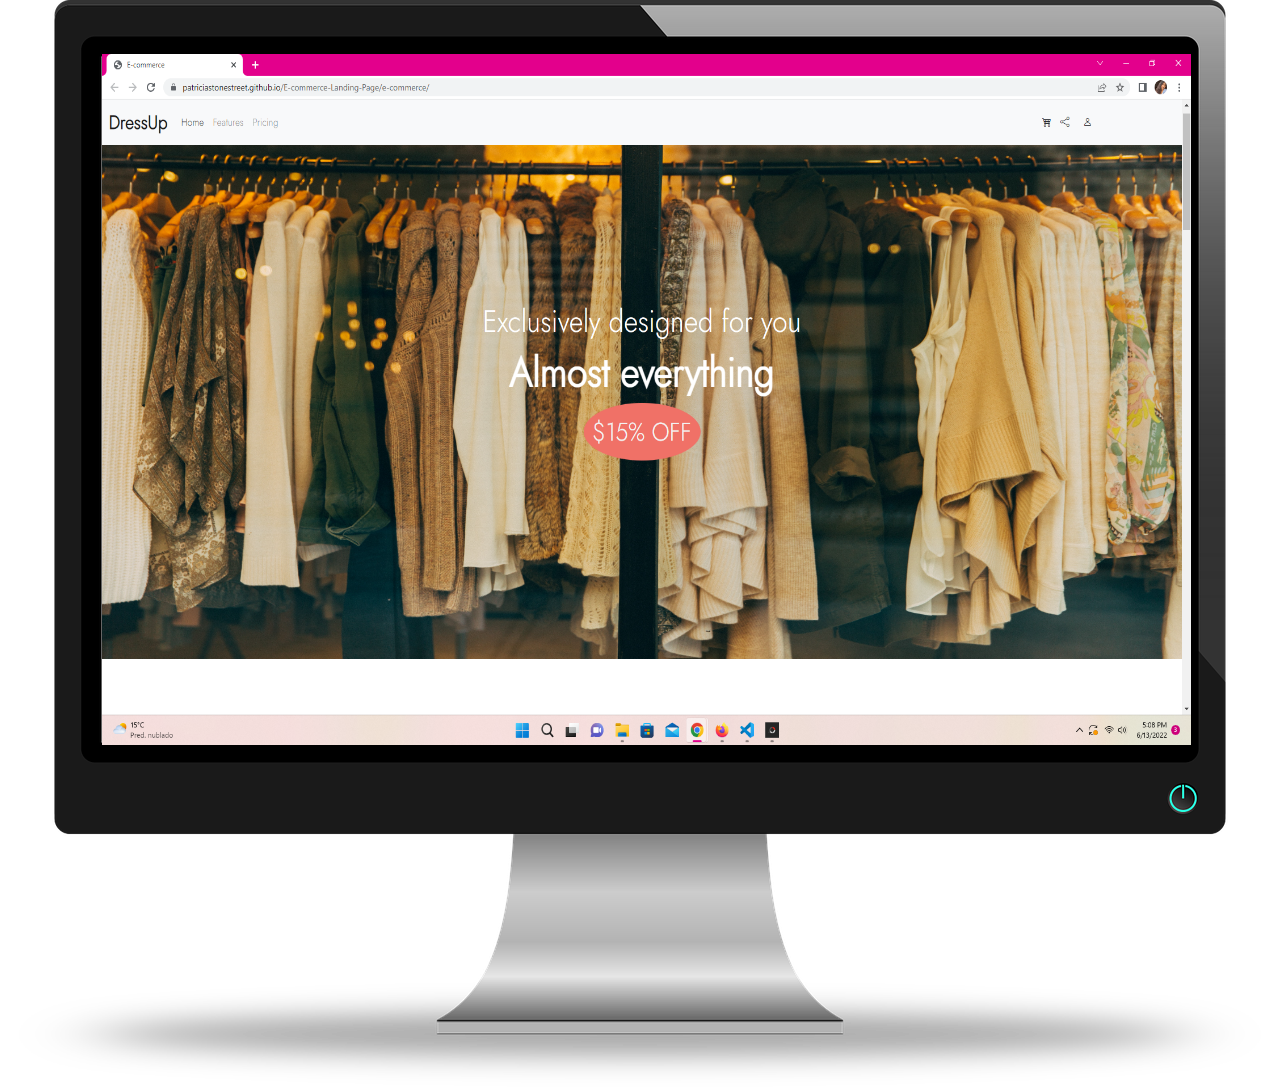 E-commerce
patriciastonestreet.github.io/E-commerce-Landing-Page/e-commerce/
DressUp Home Features Pricing
Exclusively designed for you
Almost everything
$15% OFF
15°C
Pred. nublado
5:08 PM
6/13/2022
3